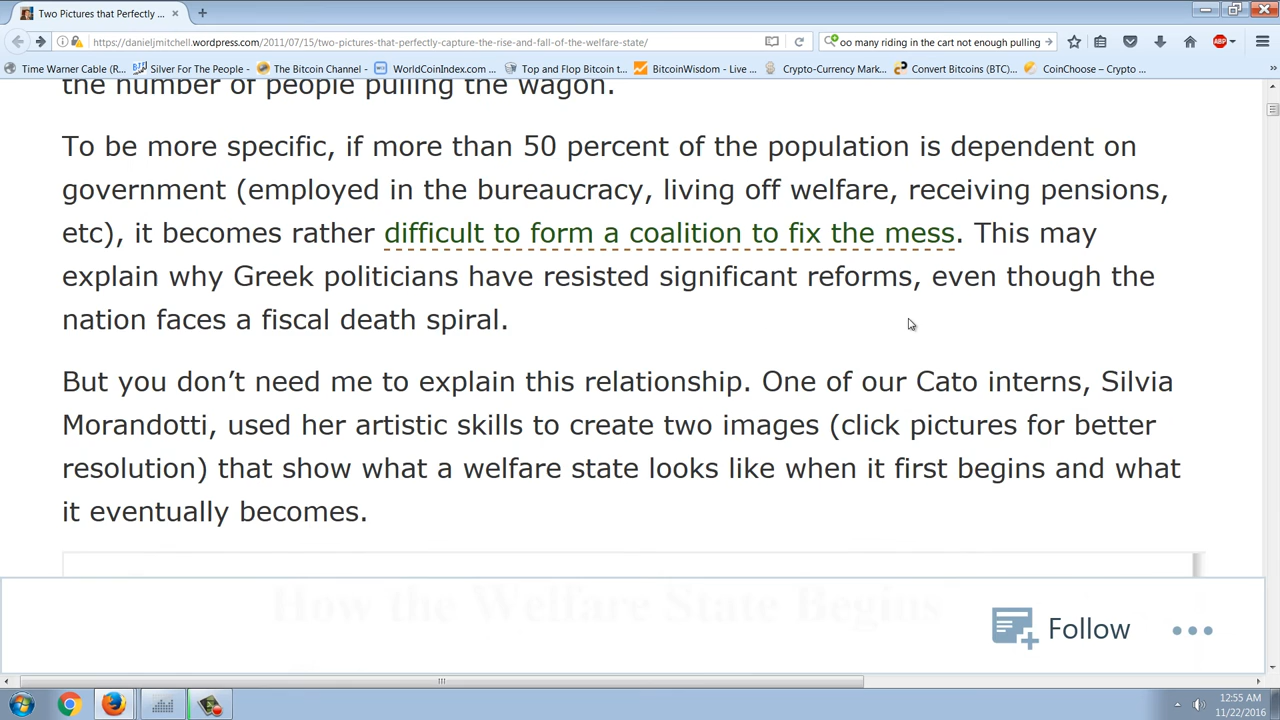 Two Pictures that Perfectly ...
https://danieljmitchell.wordpress.com/2011/07/15/two-pictures-that-perfectly-capture-the-rise-and-fall-of-the-welfare-state/
oo many riding in the cart not enough pulling
ABP
Time Warner Cable (R...
Silver For The People - ...
The Bitcoin Channel - ...
WorldCoinIndex.com - ...
Top and Flop Bitcoin t...
BitcoinWisdom - Live ...
Crypto-Currency Mark...
Convert Bitcoins (BTC)...
CoinChoose – Crypto ...
the number of people pulling the wagon.
To be more specific, if more than 50 percent of the population is dependent on
government (employed in the bureaucracy, living off welfare, receiving pensions,
etc), it becomes rather difficult to form a coalition to fix the mess. This may
explain why Greek politicians have resisted significant reforms, even though the
nation faces a fiscal death spiral.
But you don’t need me to explain this relationship. One of our Cato interns, Silvia
Morandotti, used her artistic skills to create two images (click pictures for better
resolution) that show what a welfare state looks like when it first begins and what
it eventually becomes.
How the Welfare State Begins
Follow
12:55 AM
11/22/2016